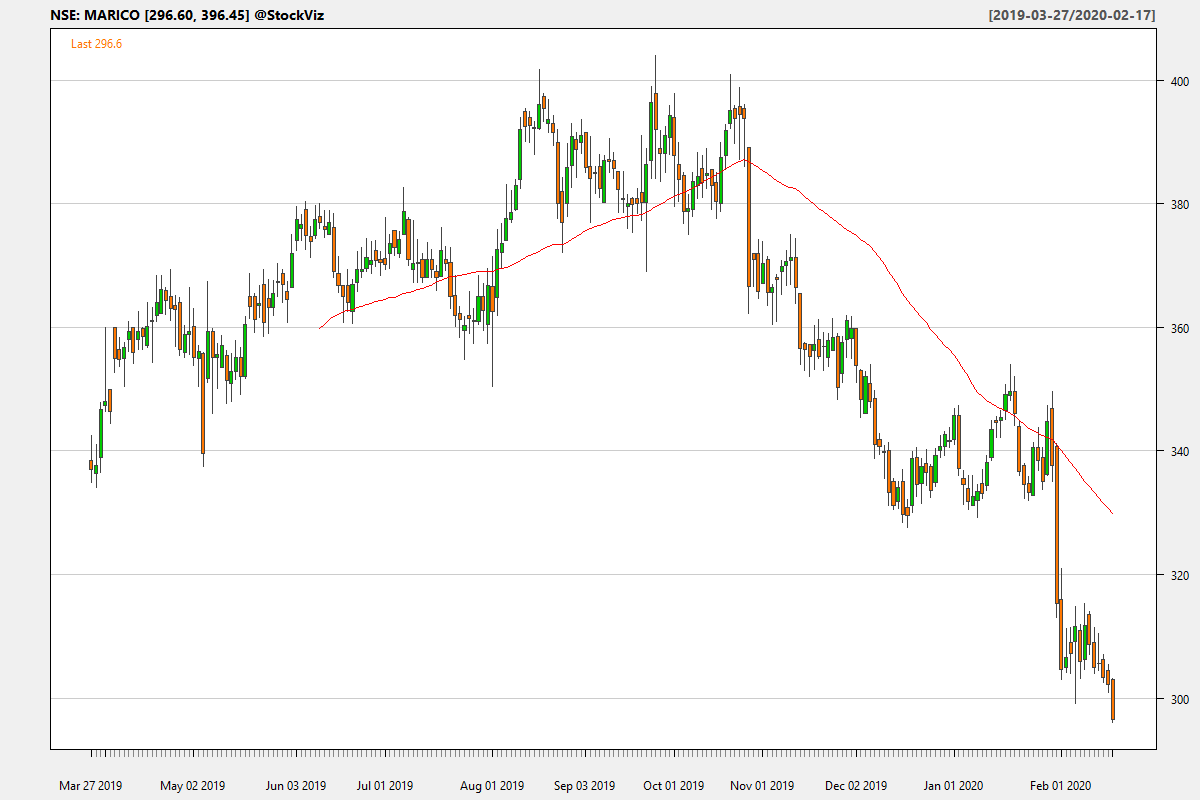 NSE: MARICO [296.60, 396.45] @StockViz [2019-03-27/2020-02-17]
Last 296.6
400
380
360
340
320
300
Mar 27 2019 May 02 2019 Jun 03 2019 Jul 01 2019 Aug 01 2019 Sep 03 2019 Oct 01 2019 Nov 01 2019 Dec 02 2019 Jan 01 2020 Feb 01 2020